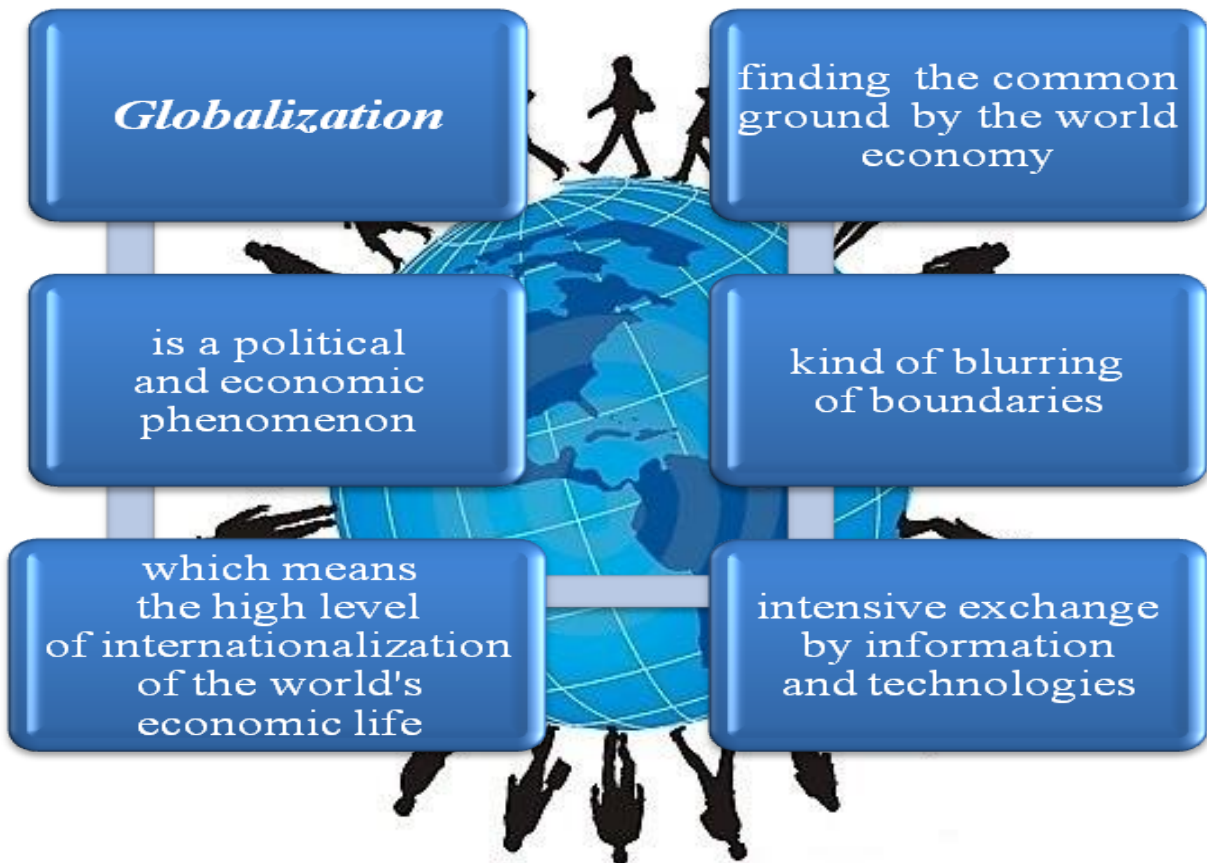 Globalization
is a political
and economic
phenomenon
which means
the high level
of internationalization
of the world's
economic life
intensive exchange
by information
and technologies
kind of blurring
of boundaries
finding the common
ground by the world
economy